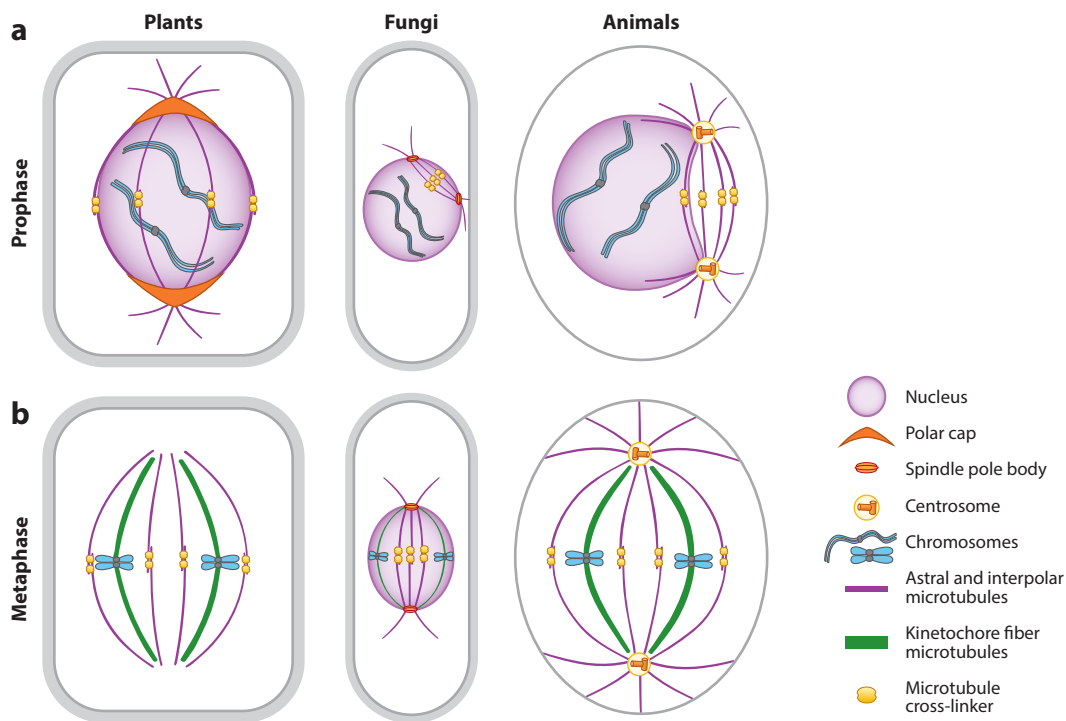 a
Plants
Fungi
Animals
Prophase
b
Metaphase
Nucleus
Polar cap
Spindle pole body
Centrosome
Chromosomes
Astral and interpolar
microtubules
Kinetochore fiber
microtubules
Microtubule
cross-linker